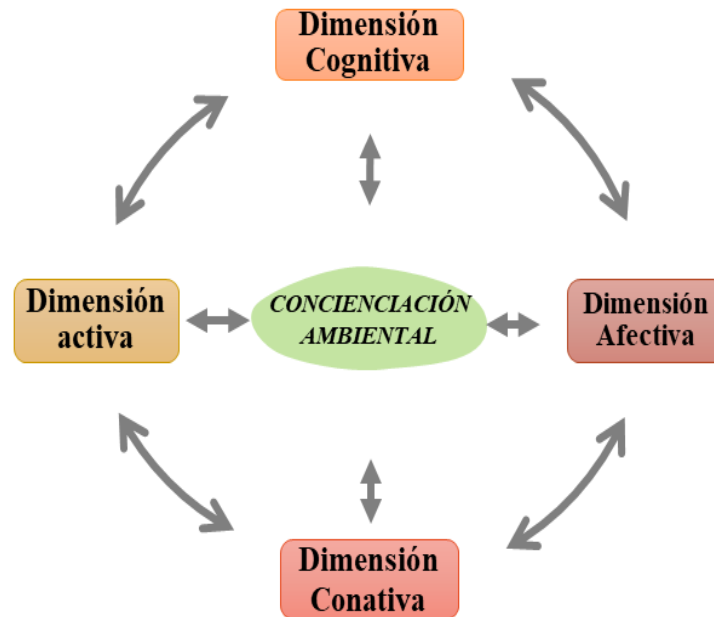 Dimensión
Cognitiva
Dimensión
activa
CONCIENCIACIÓN
AMBIENTAL
Dimensión
Afectiva
Dimensión
Conativa